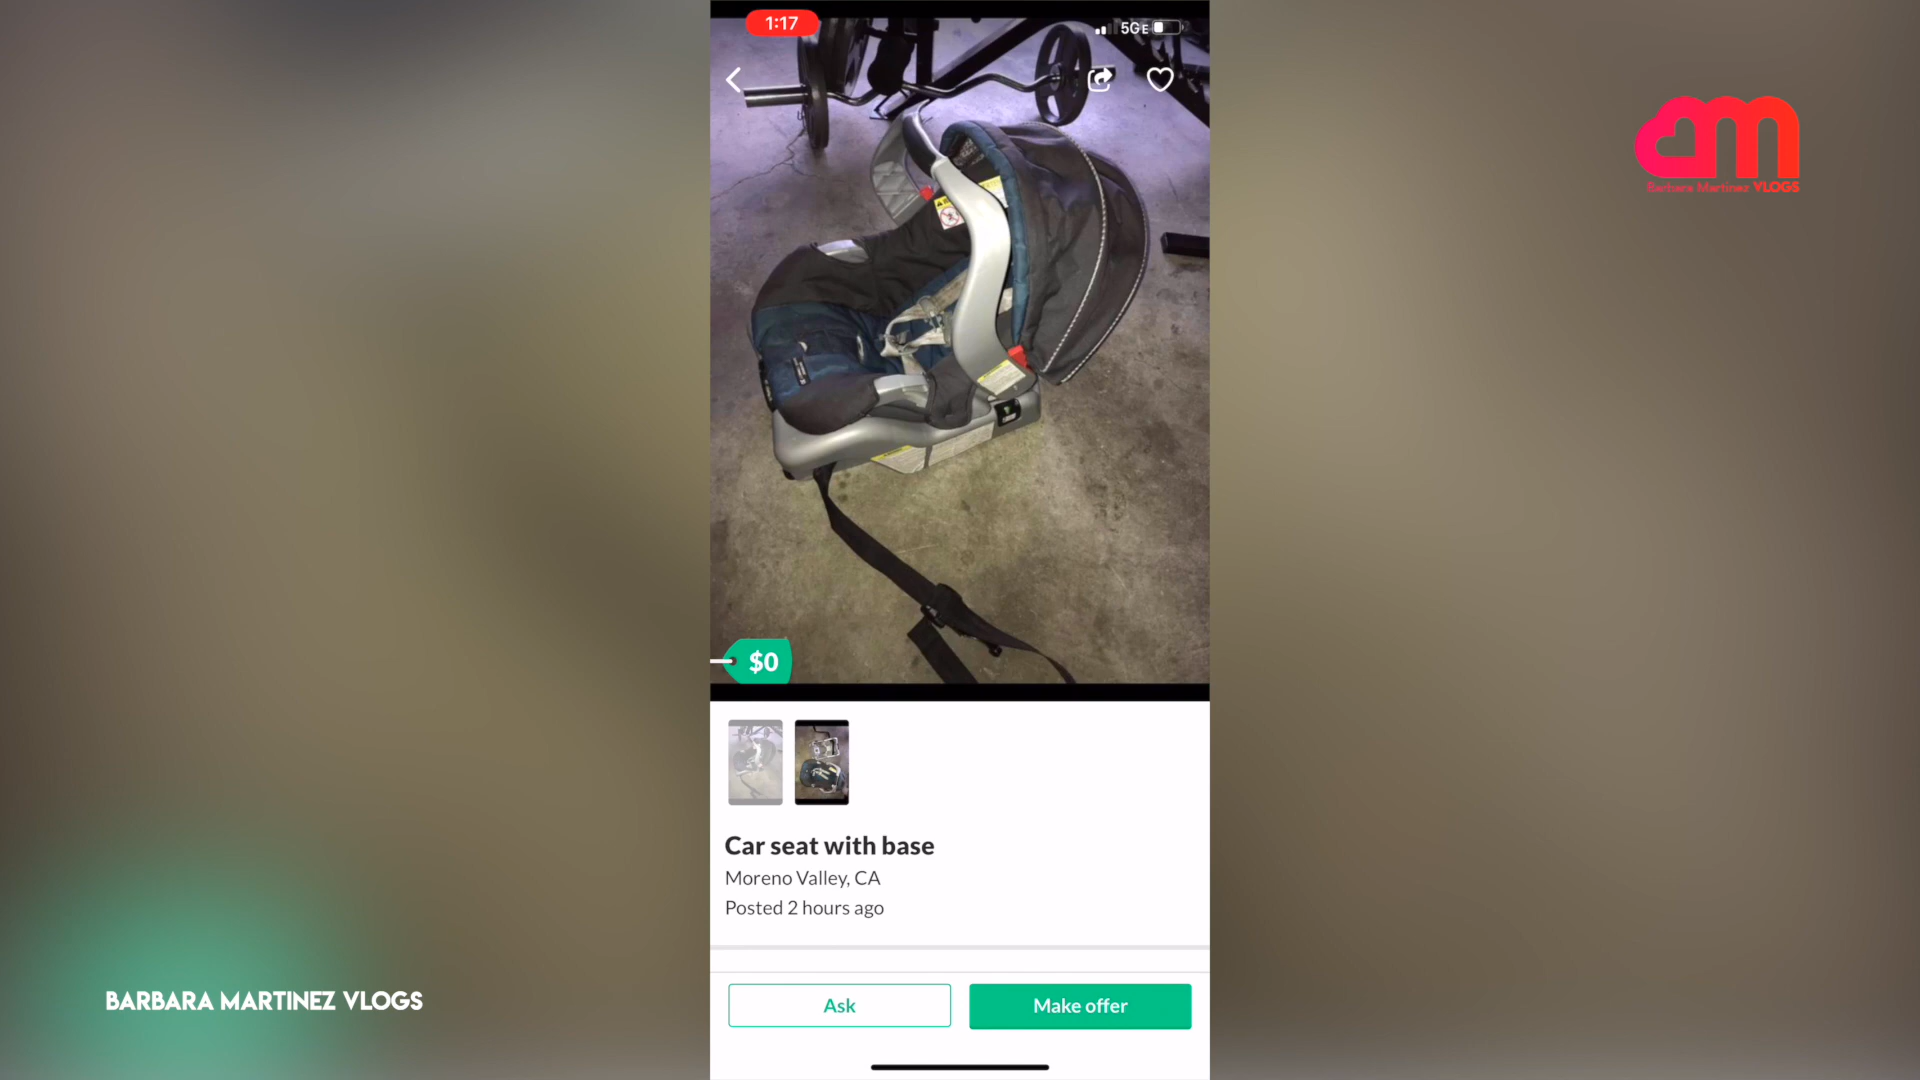 1:17
5GE
Barbara Martinez VLOGS
$0
Car seat with base
Moreno Valley, CA
Posted 2 hours ago
Ask
Make offer
BARBARA MARTINEZ VLOGS